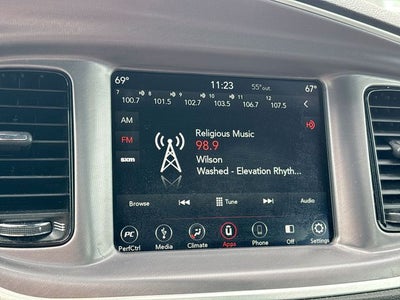 69° 11:23 55°out 67°
7 8 9 10 11 12
100.7 101.5 102.7 103.5 106.7 107.5
AM
FM
sxm
Religious Music
98.9
Wilson
Washed - Elevation Rhyth...
Browse Tune Audio
PerfCtrl Media Climate Apps Phone Off Settings